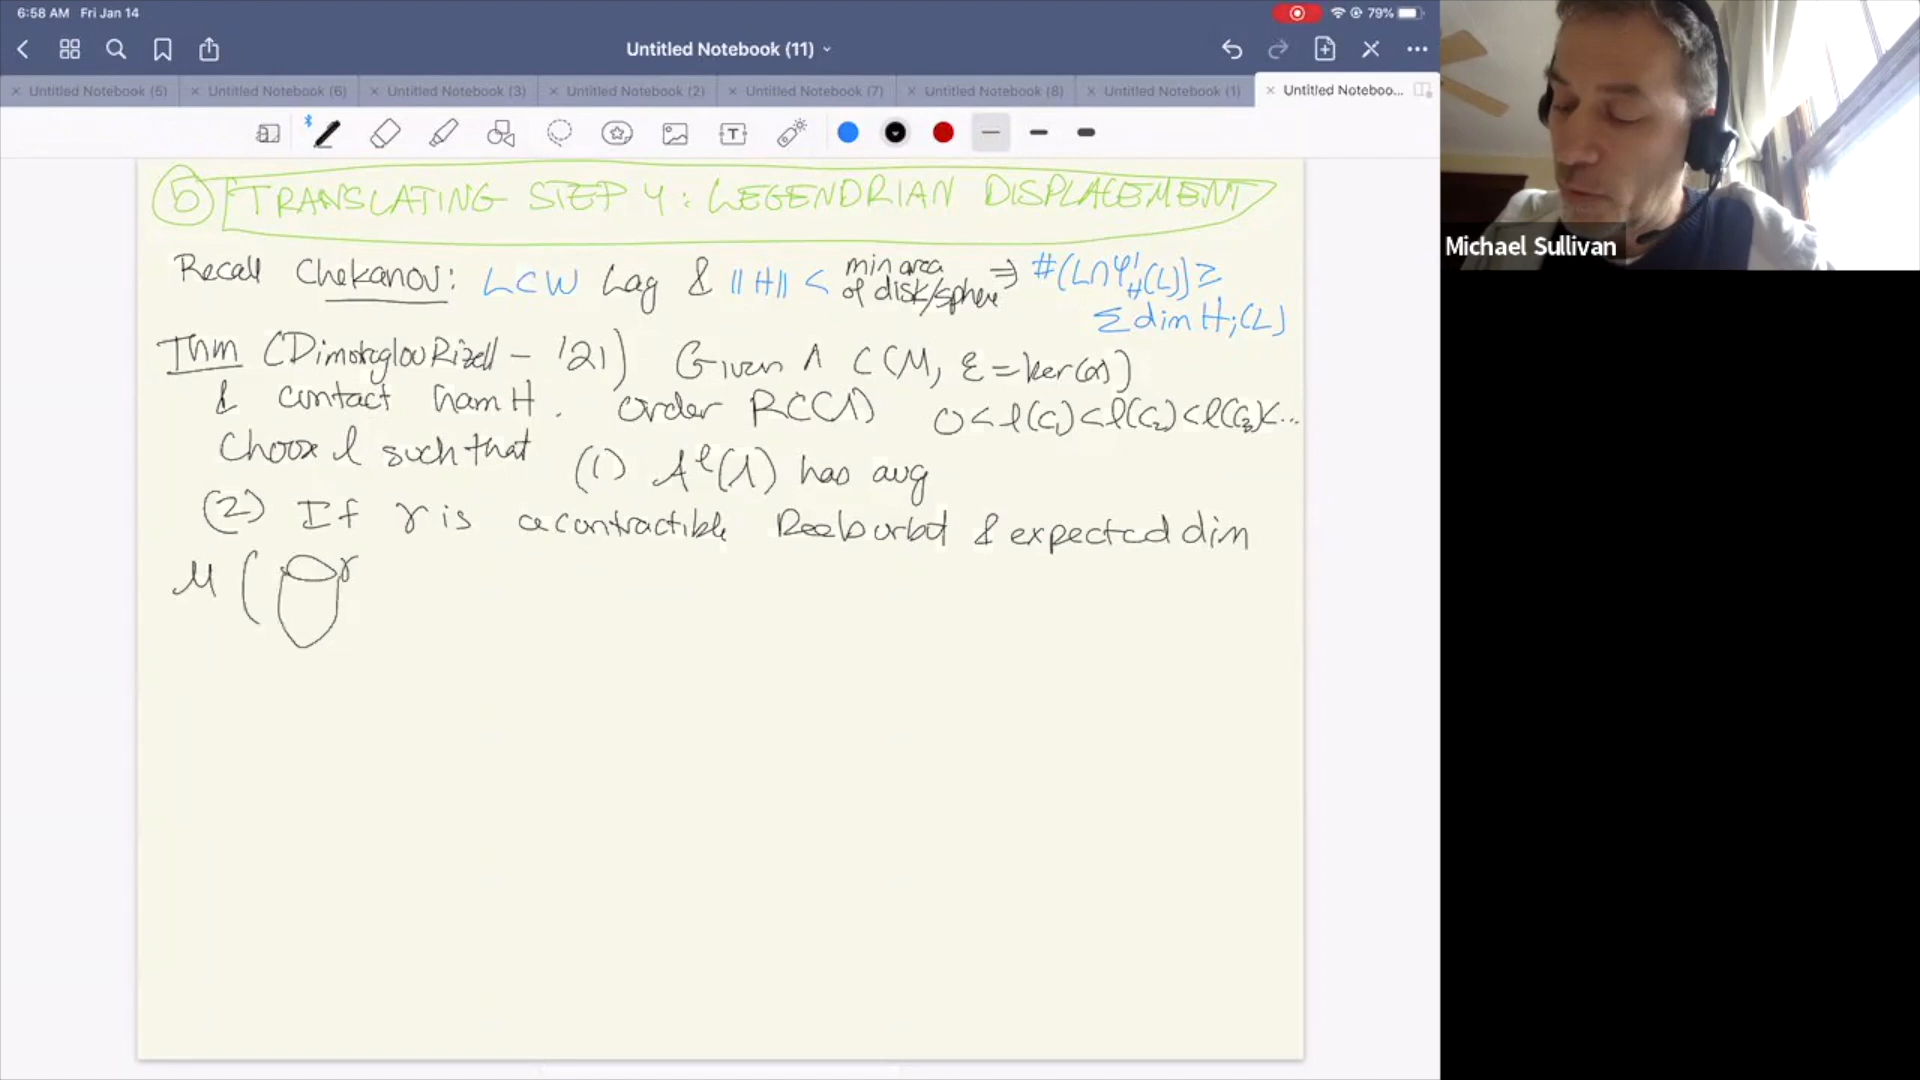 6:58 AM Fri Jan 14
79%
Untitled Notebook (11)
Untitled Notebook (5)
Untitled Notebook (6)
Untitled Notebook (3)
Untitled Notebook (2)
Untitled Notebook (7)
Untitled Notebook (8)
Untitled Notebook (1)
Untitled Noteboo...
T
Michael Sullivan
5 TRANSLATING STEP 4: LEGENDRIAN DISPLACEMENT
Recall Chekanov: L ⊂ W Lag & ||H|| < min area of disk/sphere ⇒ #(L∩φ¹_H(L)) ≥ Σ dim H_i(L)
Thm (Dimitroglou Rizell – '21) Given Λ ⊂ (M, ξ = ker(α))
& contact ham H. Order RC(Λ) 0 < l(C₁) < l(C₂) < l(C₃) < ...
Choose l such that (1) A^l(Λ) has aug
(2) If γ is a contractible Reeb orbit & expected dim
M ( γ